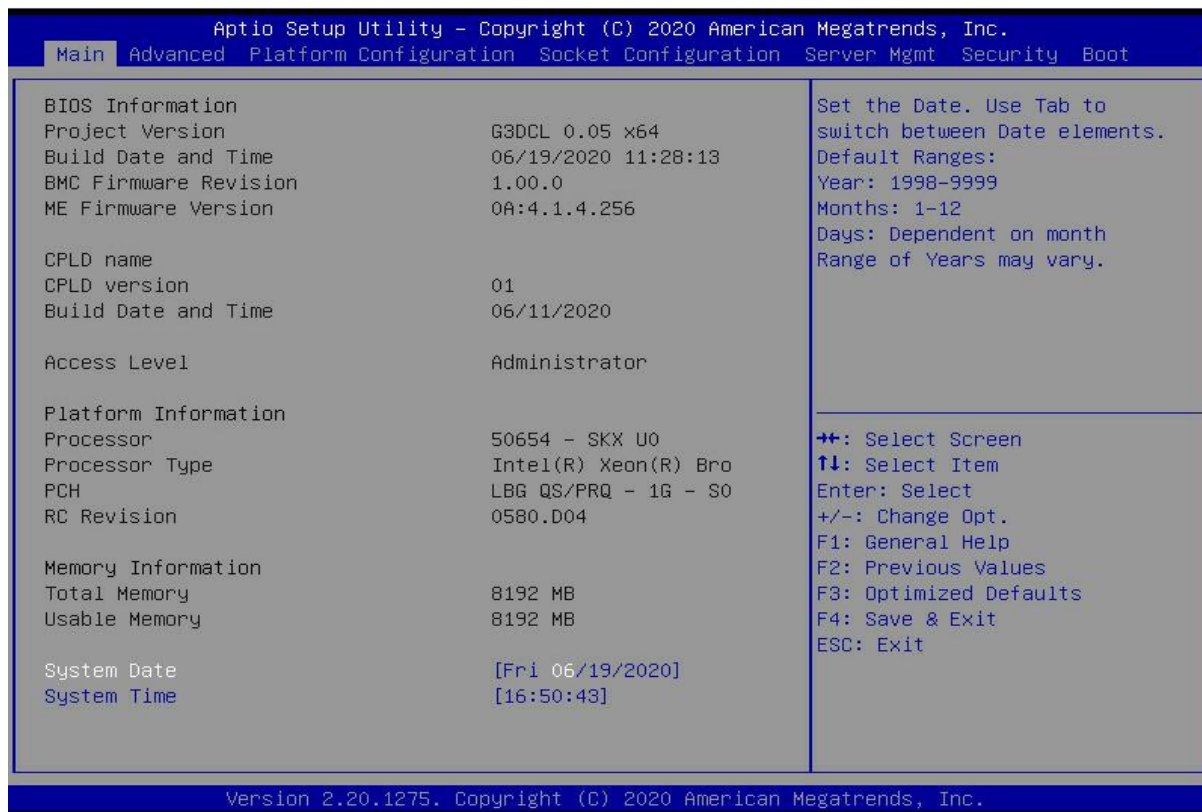 Aptio Setup Utility – Copyright (C) 2020 American Megatrends, Inc.
Main Advanced Platform Configuration Socket Configuration Server Mgmt Security Boot
BIOS Information
Project Version G3DCL 0.05 x64
Build Date and Time 06/19/2020 11:28:13
BMC Firmware Revision 1.00.0
ME Firmware Version 0A:4.1.4.256
CPLD name
CPLD version 01
Build Date and Time 06/11/2020
Access Level Administrator
Platform Information
Processor 50654 – SKX U0
Processor Type Intel(R) Xeon(R) Bro
PCH LBG QS/PRQ – 1G – S0
RC Revision 0580.D04
Memory Information
Total Memory 8192 MB
Usable Memory 8192 MB
System Date [Fri 06/19/2020]
System Time [16:50:43]
Set the Date. Use Tab to
switch between Date elements.
Default Ranges:
Year: 1998–9999
Months: 1–12
Days: Dependent on month
Range of Years may vary.
→←: Select Screen
↑↓: Select Item
Enter: Select
+/-: Change Opt.
F1: General Help
F2: Previous Values
F3: Optimized Defaults
F4: Save & Exit
ESC: Exit
Version 2.20.1275. Copyright (C) 2020 American Megatrends, Inc.